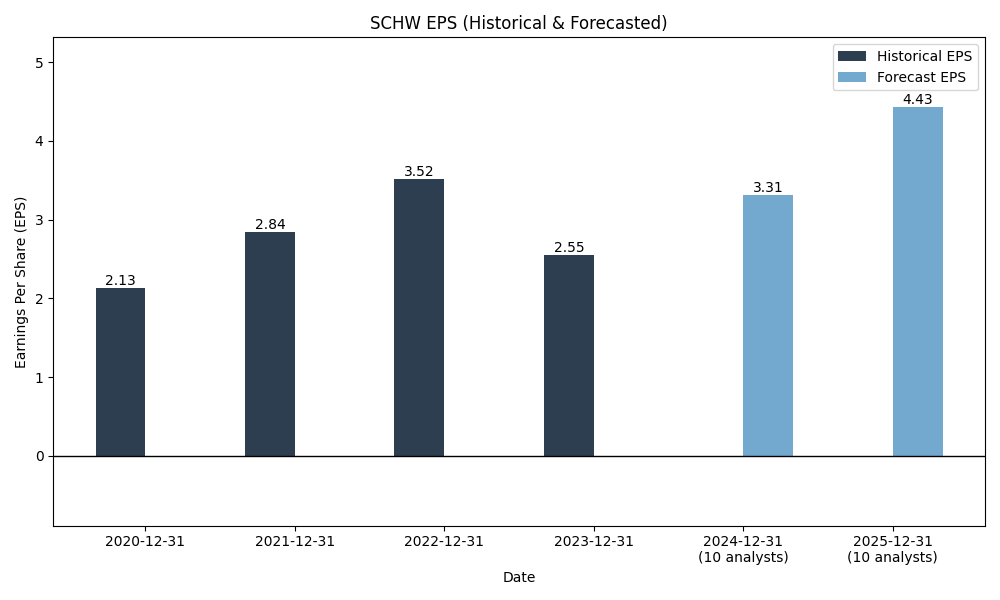 SCHW EPS (Historical & Forecasted)
Historical EPS
Forecast EPS
Earnings Per Share (EPS)
5
4
3
2
1
0
2.13
2.84
3.52
2.55
3.31
4.43
2020-12-31
2021-12-31
2022-12-31
2023-12-31
2024-12-31
(10 analysts)
2025-12-31
(10 analysts)
Date